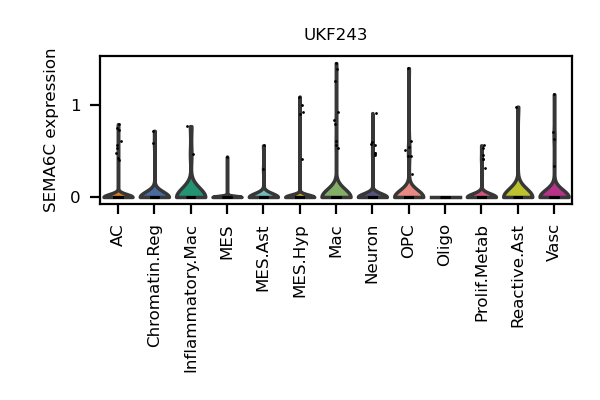 UKF243
SEMA6C expression
1
0
AC
Chromatin.Reg
Inflammatory.Mac
MES
MES.Ast
MES.Hyp
Mac
Neuron
OPC
Oligo
Prolif.Metab
Reactive.Ast
Vasc